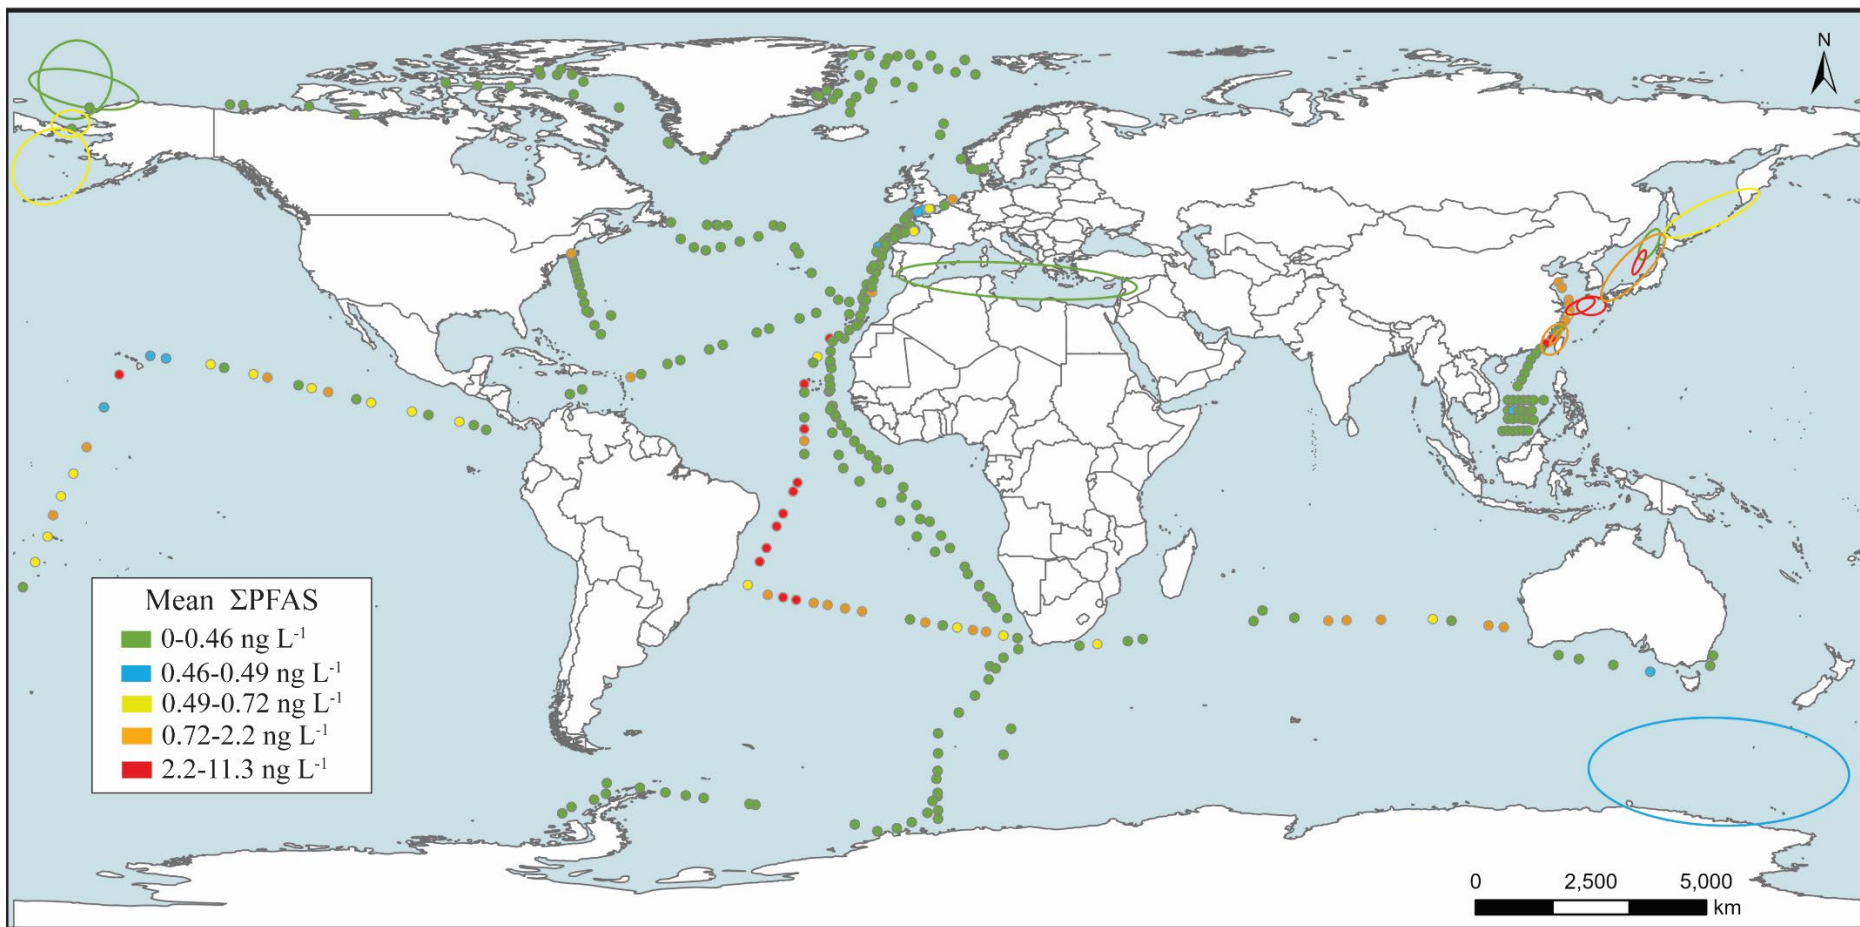 N
Mean ΣPFAS
0-0.46 ng L⁻¹
0.46-0.49 ng L⁻¹
0.49-0.72 ng L⁻¹
0.72-2.2 ng L⁻¹
2.2-11.3 ng L⁻¹
0 2,500 5,000
km